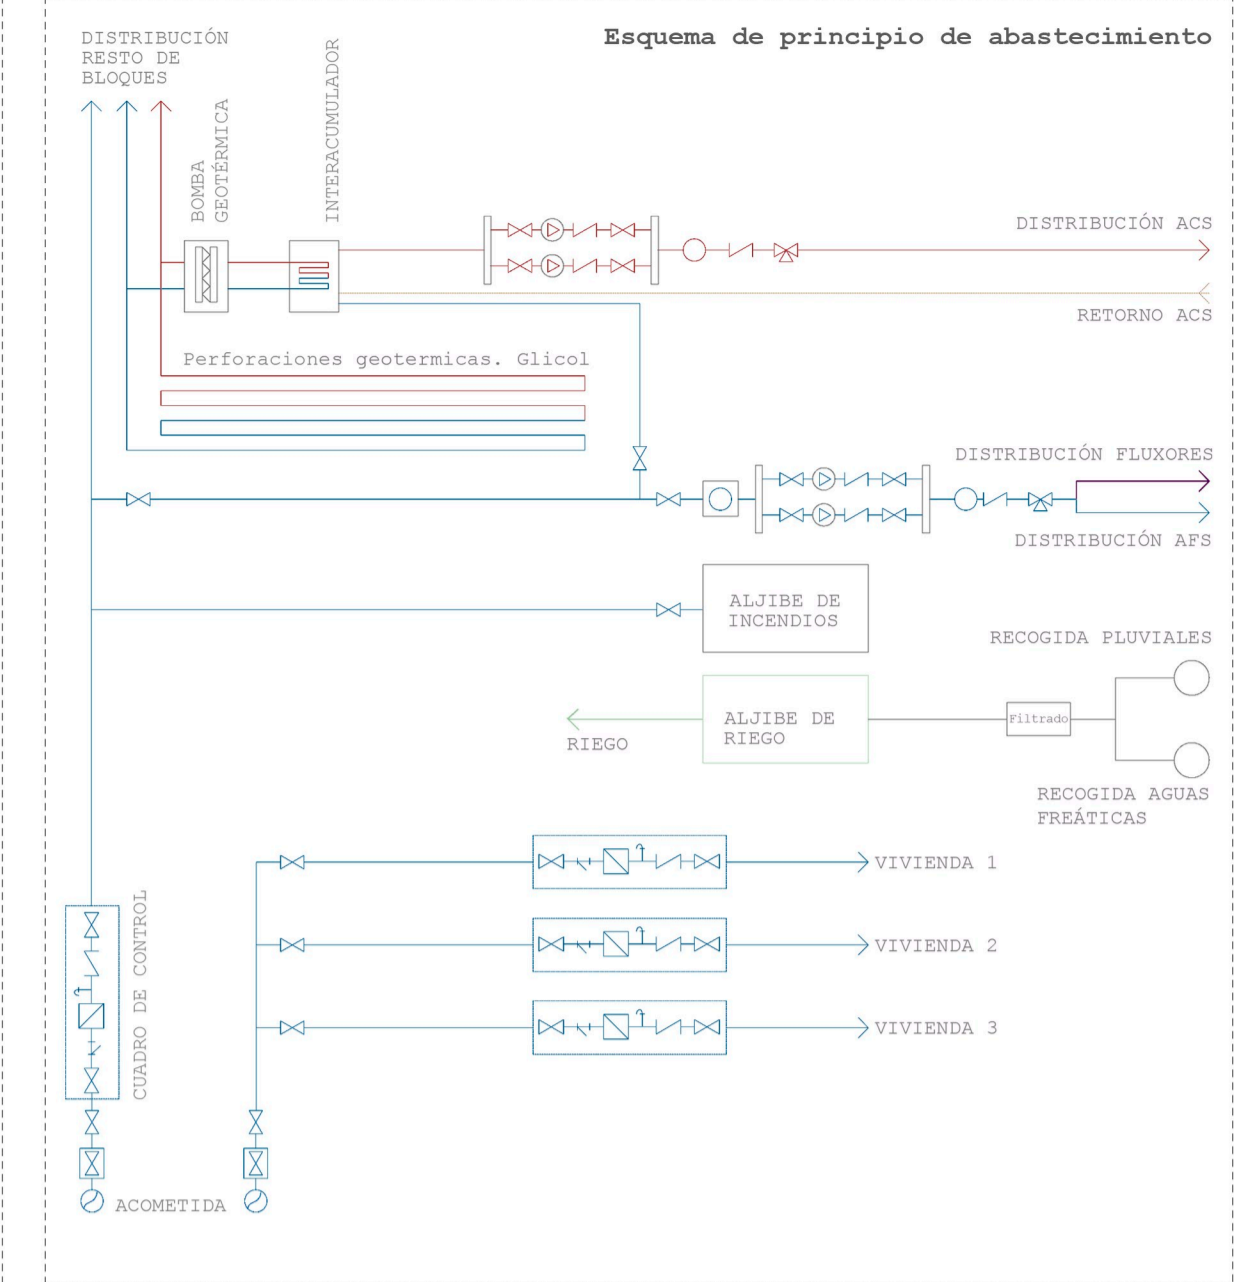 Esquema de principio de abastecimiento
DISTRIBUCIÓN
RESTO DE
BLOQUES
BOMBA
GEOTÉRMICA
INTERACUMULADOR
DISTRIBUCIÓN ACS
RETORNO ACS
Perforaciones geotermicas. Glicol
DISTRIBUCIÓN FLUXORES
DISTRIBUCIÓN AFS
ALJIBE DE
INCENDIOS
RECOGIDA PLUVIALES
ALJIBE DE
RIEGO
Filtrado
RIEGO
RECOGIDA AGUAS
FREÁTICAS
VIVIENDA 1
CUADRO DE CONTROL
VIVIENDA 2
VIVIENDA 3
ACOMETIDA